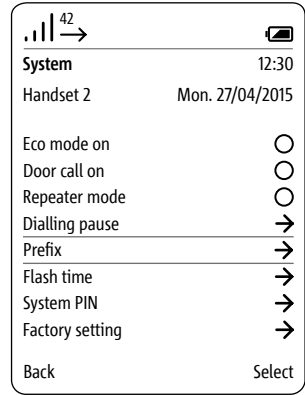 42
System 12:30
Handset 2 Mon. 27/04/2015
Eco mode on
Door call on
Repeater mode
Dialling pause
Prefix
Flash time
System PIN
Factory setting
Back Select